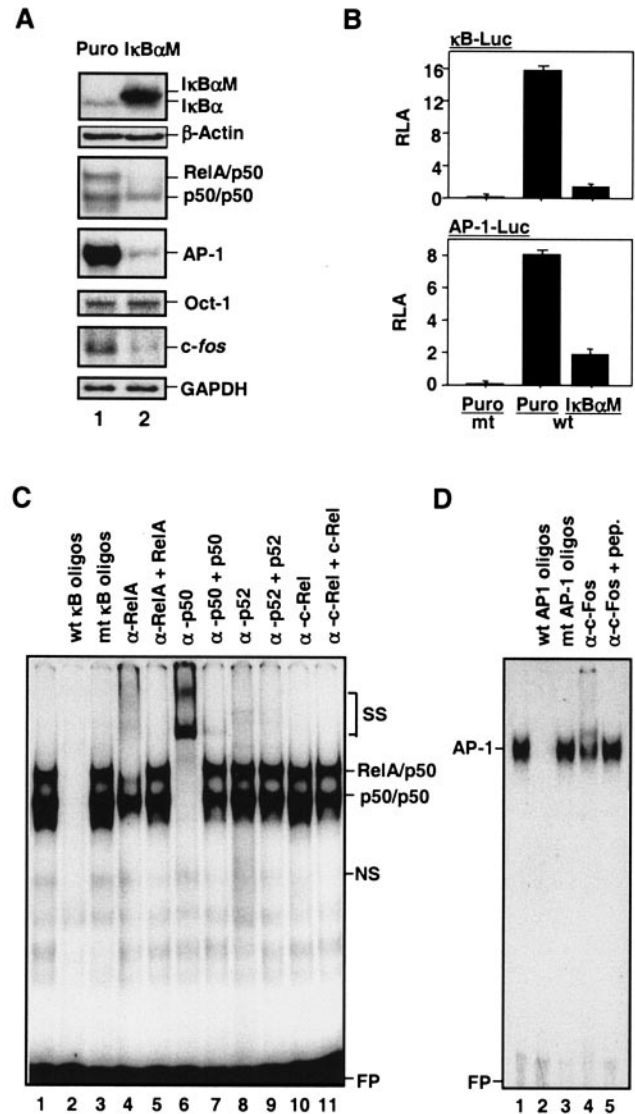 A
Puro IκBαM
IκBαM
IκBα
β-Actin
RelA/p50
p50/p50
AP-1
Oct-1
c-fos
GAPDH
1 2
B
κB-Luc
16
12
8
4
0
RLA
AP-1-Luc
8
6
4
2
0
RLA
Puro Puro IκBαM
mt wt
C
wt κB oligos
mt κB oligos
α-RelA
α-RelA + RelA
α -p50
α -p50 + p50
α -p52
α -p52 + p52
α -c-Rel
α -c-Rel + c-Rel
SS
RelA/p50
p50/p50
NS
FP
1 2 3 4 5 6 7 8 9 10 11
D
wt AP1 oligos
mt AP-1 oligos
α-c-Fos
α-c-Fos + pep.
AP-1
FP
1 2 3 4 5